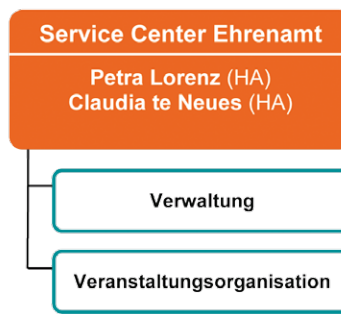 Service Center Ehrenamt
Petra Lorenz (HA)
Claudia te Neues (HA)
Verwaltung
Veranstaltungsorganisation